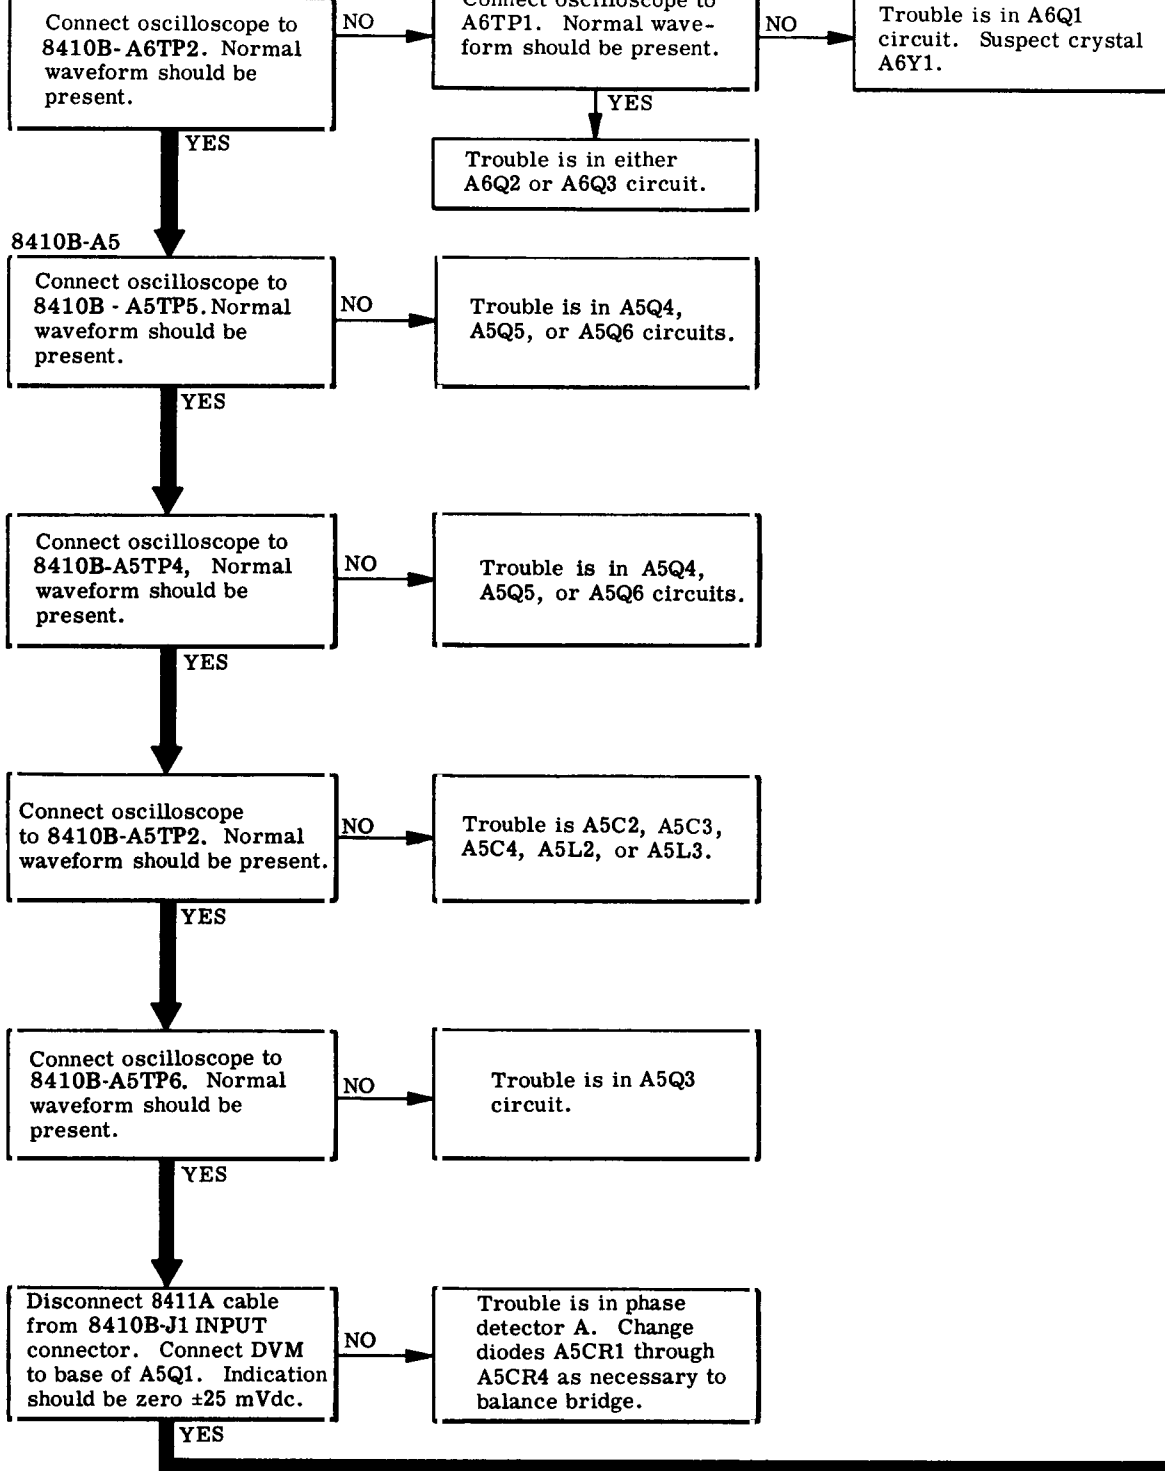 Connect oscilloscope to
8410B-A6TP2. Normal
waveform should be
present.
NO
Connect oscilloscope to
A6TP1. Normal wave-
form should be present.
NO
Trouble is in A6Q1
circuit. Suspect crystal
A6Y1.
YES
YES
Trouble is in either
A6Q2 or A6Q3 circuit.
8410B-A5
Connect oscilloscope to
8410B - A5TP5. Normal
waveform should be
present.
NO
Trouble is in A5Q4,
A5Q5, or A5Q6 circuits.
YES
Connect oscilloscope to
8410B-A5TP4, Normal
waveform should be
present.
NO
Trouble is in A5Q4,
A5Q5, or A5Q6 circuits.
YES
Connect oscilloscope
to 8410B-A5TP2. Normal
waveform should be present.
NO
Trouble is A5C2, A5C3,
A5C4, A5L2, or A5L3.
YES
Connect oscilloscope to
8410B-A5TP6. Normal
waveform should be
present.
NO
Trouble is in A5Q3
circuit.
YES
Disconnect 8411A cable
from 8410B-J1 INPUT
connector. Connect DVM
to base of A5Q1. Indication
should be zero ±25 mVdc.
NO
Trouble is in phase
detector A. Change
diodes A5CR1 through
A5CR4 as necessary to
balance bridge.
YES